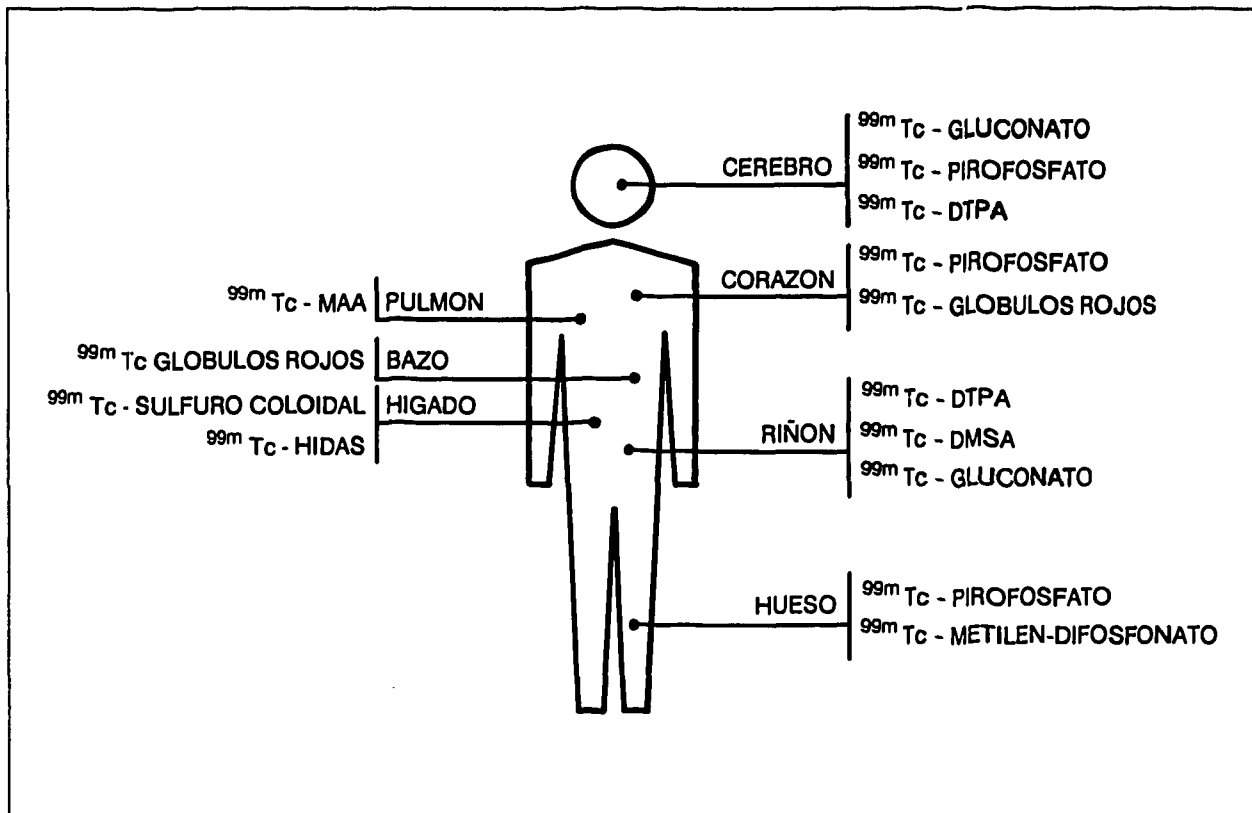 99m Tc - GLUCONATO
CEREBRO
99m Tc - PIROFOSFATO
99m Tc - DTPA
CORAZON
99m Tc - PIROFOSFATO
99m Tc - GLOBULOS ROJOS
99m Tc - MAA
PULMON
99m Tc GLOBULOS ROJOS
BAZO
99m Tc - SULFURO COLOIDAL
HIGADO
99m Tc - HIDAS
RIÑON
99m Tc - DTPA
99m Tc - DMSA
99m Tc - GLUCONATO
HUESO
99m Tc - PIROFOSFATO
99m Tc - METILEN-DIFOSFONATO